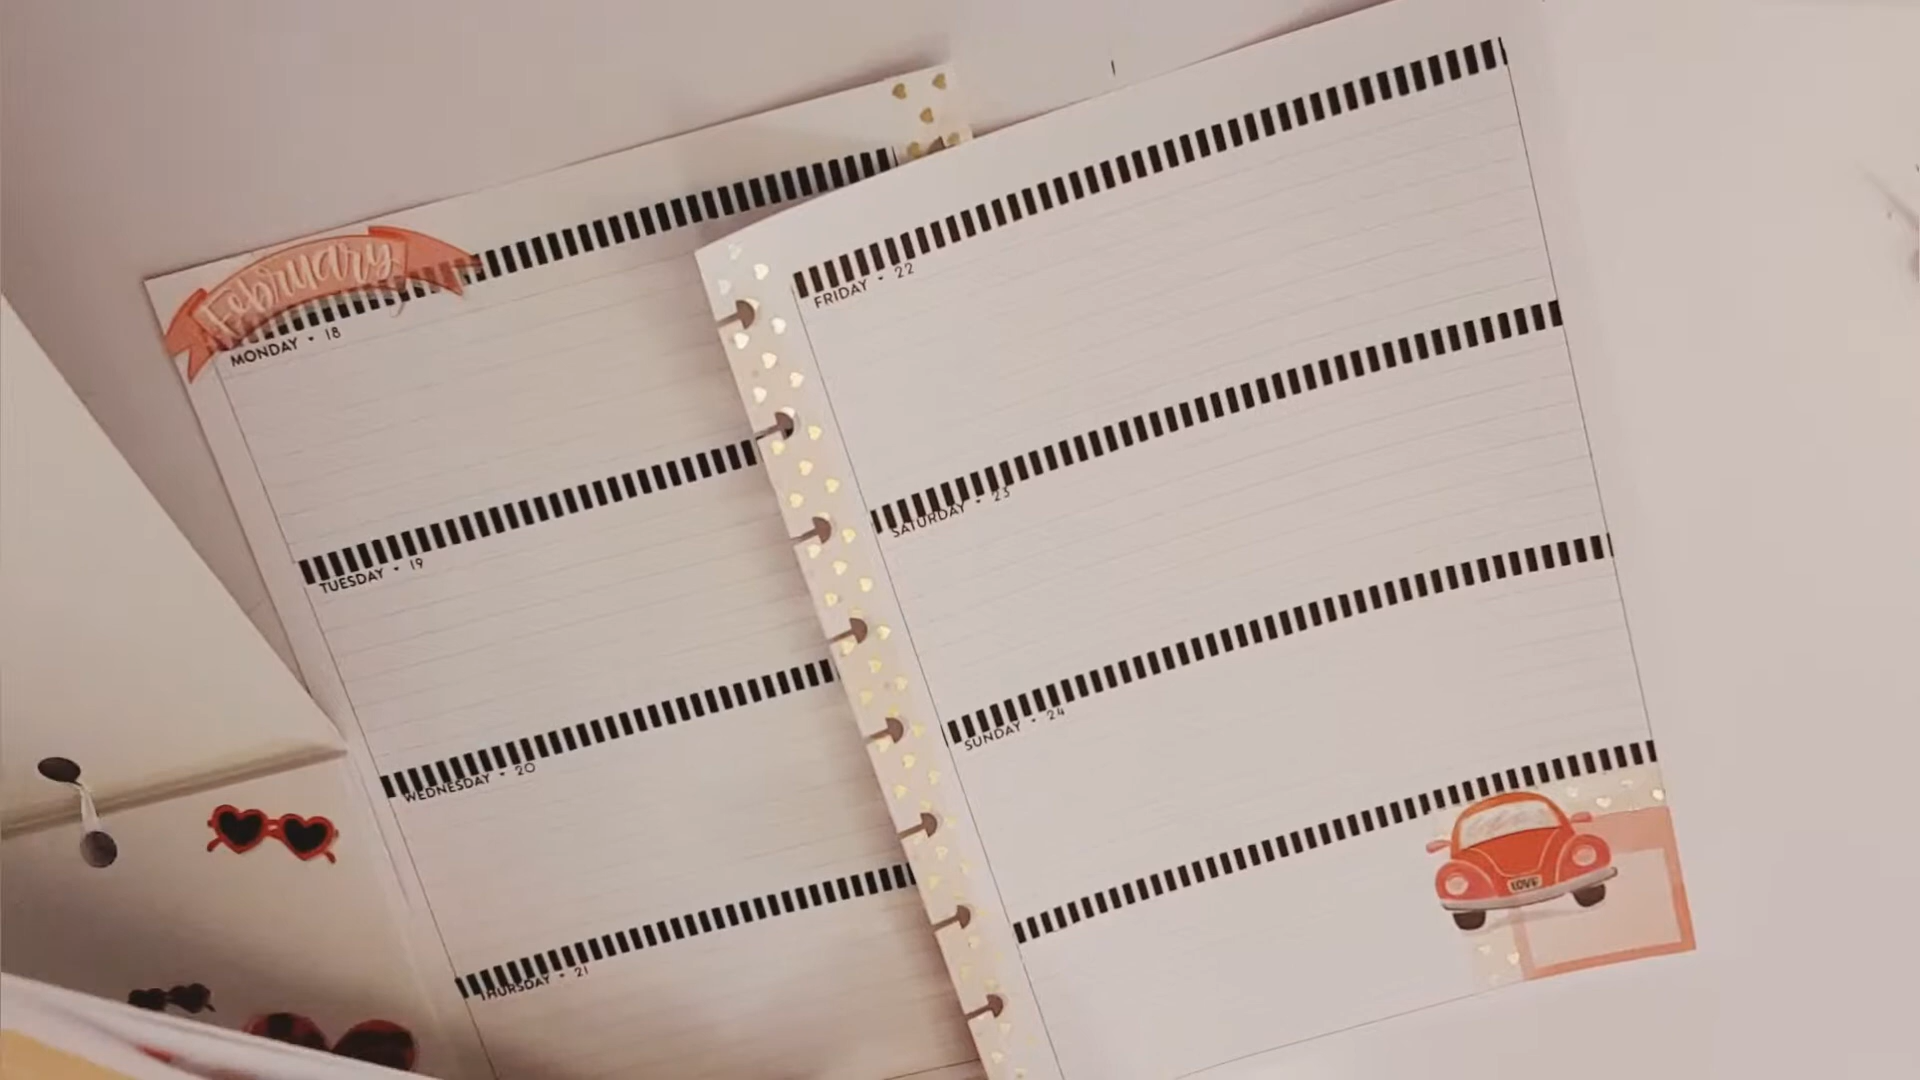 February
MONDAY • 18
TUESDAY • 19
WEDNESDAY • 20
THURSDAY • 21
FRIDAY • 22
SATURDAY • 23
SUNDAY • 24
LOVE